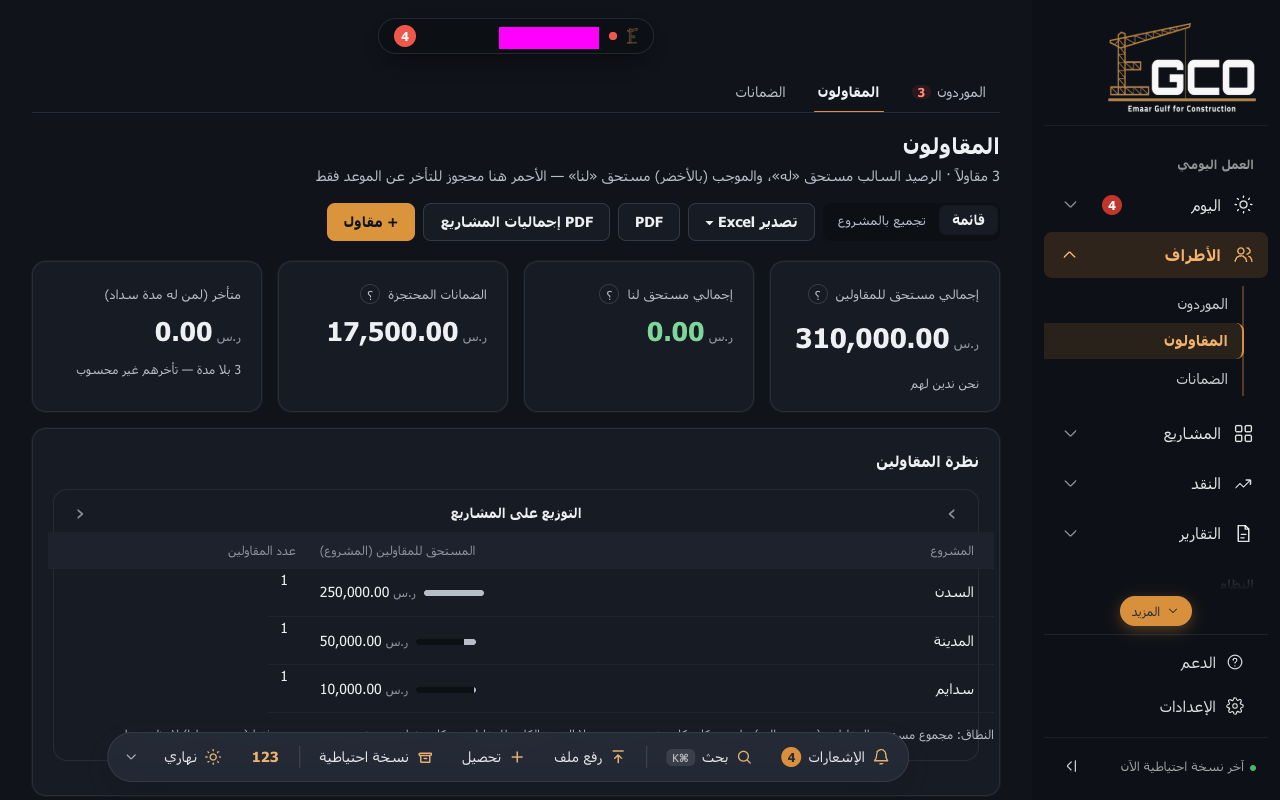 4
الموردون 3
المقاولون
الضمانات
المقاولون
3 مقاولاً · الرصيد السالب مستحق «له»، والموجب (بالأخضر) مستحق «لنا» — الأحمر هنا محجوز للتأخر عن الموعد فقط
قائمة
تجميع بالمشروع
تصدير Excel
PDF
PDF إجماليات المشاريع
+ مقاول
إجمالي مستحق للمقاولين ؟
310,000.00 ر.س
نحن ندين لهم
إجمالي مستحق لنا ؟
0.00 ر.س
الضمانات المحتجزة ؟
17,500.00 ر.س
متأخر (لمن له مدة سداد)
0.00 ر.س
3 بلا مدة — تأخرهم غير محسوب
نظرة المقاولين
التوزيع على المشاريع
المشروع المستحق للمقاولين (المشروع) عدد المقاولين
السدن 250,000.00 ر.س 1
المدينة 50,000.00 ر.س 1
سدايم 10,000.00 ر.س 1
النطاق: مجموع
الإشعارات 4
بحث ⌘K
رفع ملف
تحصيل
نسخة احتياطية
123
نهاري
EGCO
Emaar Gulf for Construction
العمل اليومي
اليوم 4
الأطراف
الموردون
المقاولون
الضمانات
المشاريع
النقد
التقارير
النظام
المزيد
الدعم
الإعدادات
آخر نسخة احتياطية الآن